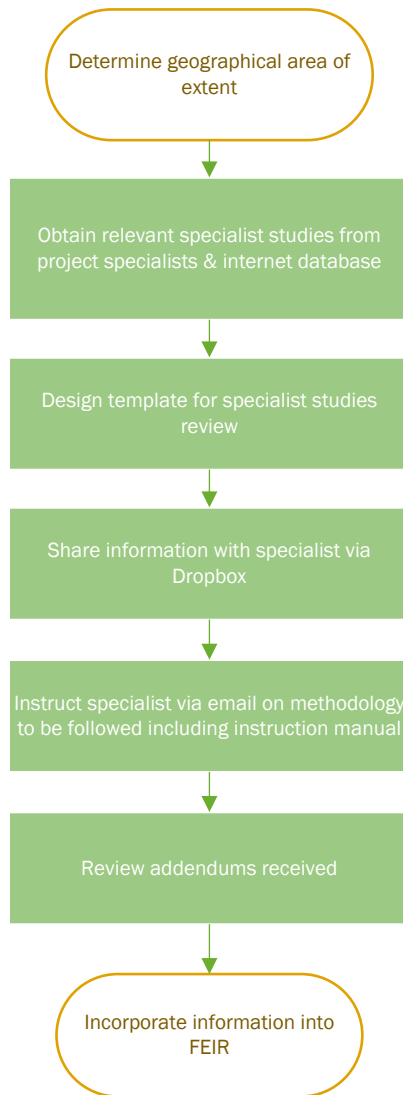 Determine geographical area of
extent
Obtain relevant specialist studies from
project specialists & internet database
Design template for specialist studies
review
Share information with specialist via
Dropbox
Instruct specialist via email on methodology
to be followed including instruction manual
Review addendums received
Incorporate information into
FEIR